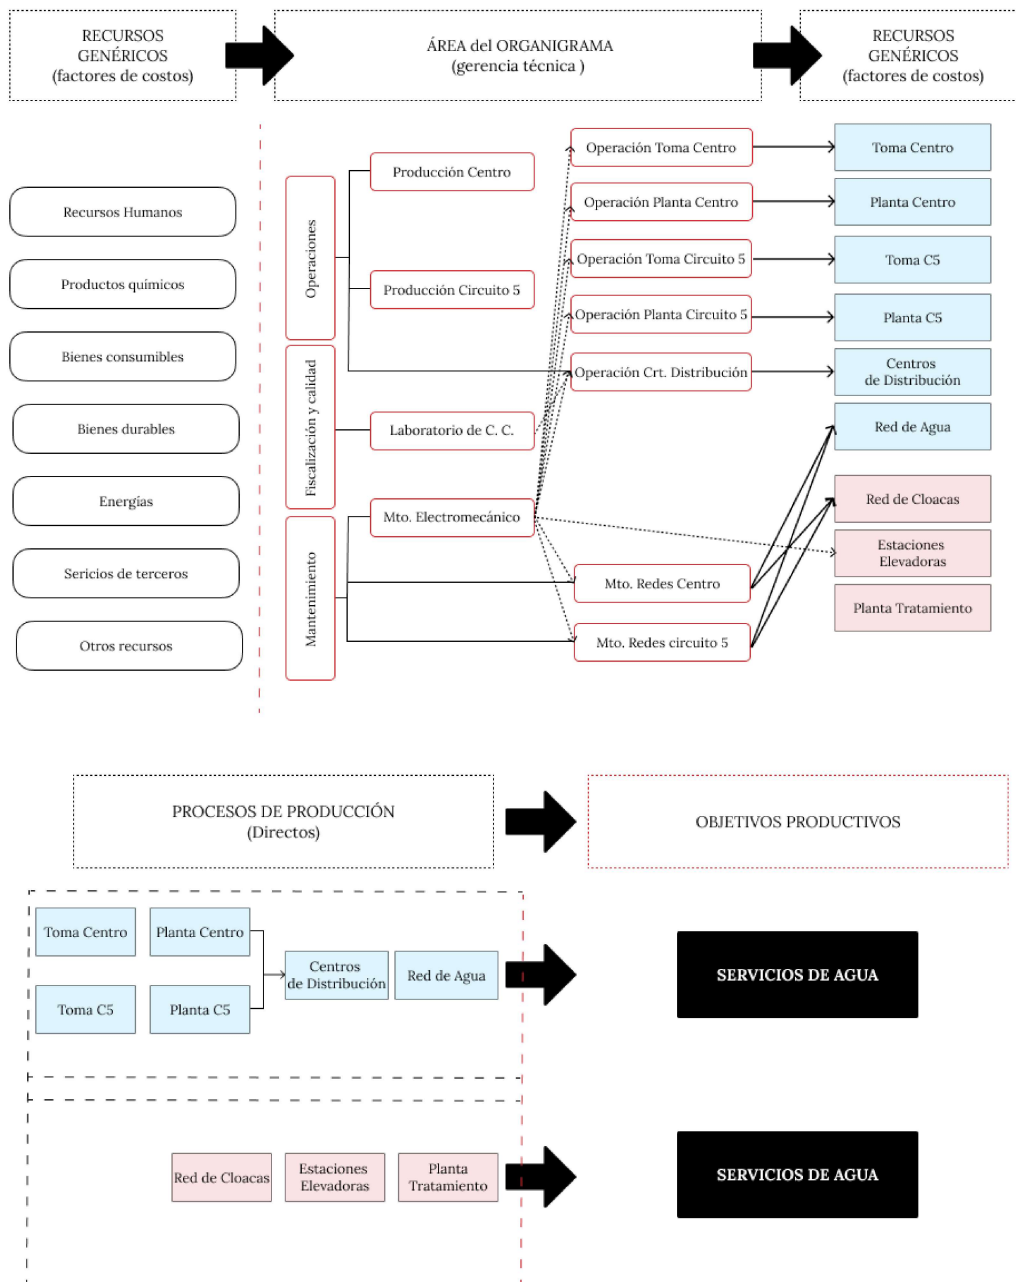 RECURSOS
GENÉRICOS
(factores de costos)
ÁREA del ORGANIGRAMA
(gerencia técnica )
RECURSOS
GENÉRICOS
(factores de costos)
Recursos Humanos
Productos químicos
Bienes consumibles
Bienes durables
Energías
Sericios de terceros
Otros recursos
Operaciones
Fiscalización y calidad
Mantenimiento
Producción Centro
Producción Circuito 5
Laboratorio de C. C.
Mto. Electromecánico
Operación Toma Centro
Operación Planta Centro
Operación Toma Circuito 5
Operación Planta Circuito 5
Operación Crt. Distribución
Mto. Redes Centro
Mto. Redes circuito 5
Toma Centro
Planta Centro
Toma C5
Planta C5
Centros
de Distribución
Red de Agua
Red de Cloacas
Estaciones
Elevadoras
Planta Tratamiento
PROCESOS DE PRODUCCIÓN
(Directos)
OBJETIVOS PRODUCTIVOS
Toma Centro
Planta Centro
Toma C5
Planta C5
Centros
de Distribución
Red de Agua
SERVICIOS DE AGUA
Red de Cloacas
Estaciones
Elevadoras
Planta
Tratamiento
SERVICIOS DE AGUA